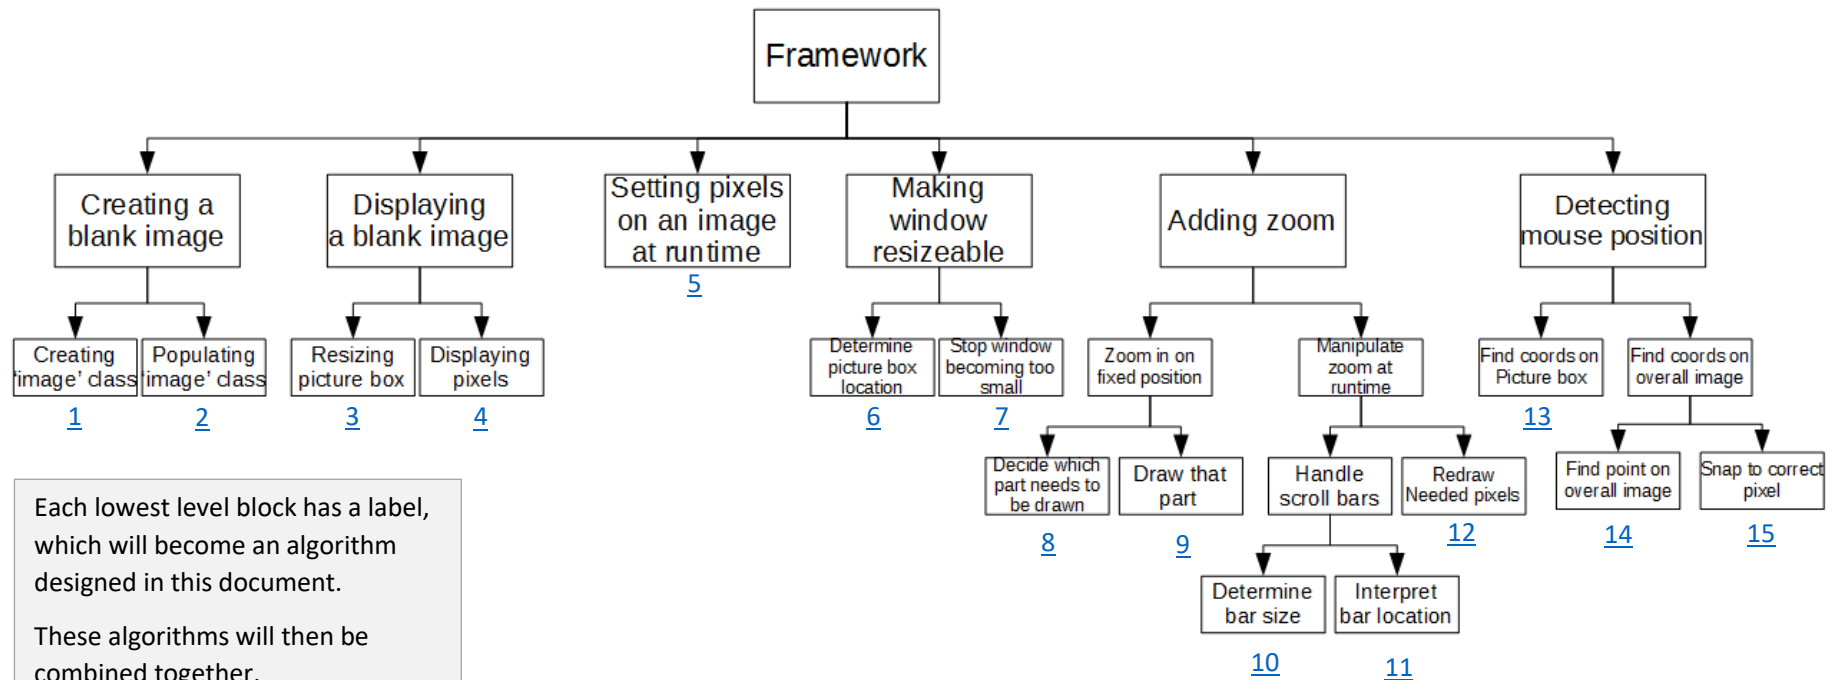 Framework
Creating a
blank image
Displaying
a blank image
Setting pixels
on an image
at runtime
5
Making
window
resizeable
Adding zoom
Detecting
mouse position
Creating
'image' class
1
Populating
'image' class
2
Resizing
picture box
3
Displaying
pixels
4
Determine
picture box
location
6
Stop window
becoming too
small
7
Zoom in on
fixed position
Manipulate
zoom at
runtime
Find coords on
Picture box
13
Find coords on
overall image
Decide which
part needs to
be drawn
8
Draw that
part
9
Handle
scroll bars
Redraw
Needed pixels
12
Find point on
overall image
14
Snap to correct
pixel
15
Determine
bar size
10
Interpret
bar location
11
Each lowest level block has a label,
which will become an algorithm
designed in this document.
These algorithms will then be
combined together.